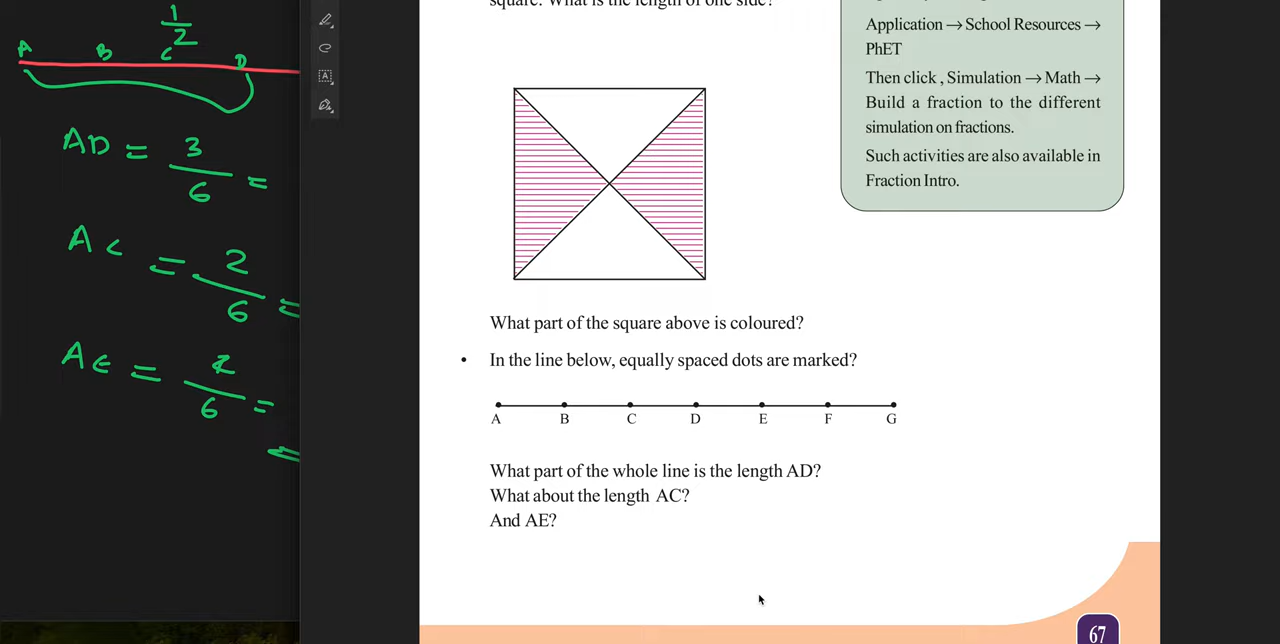 1
2
A B C D
AD = 3/6 =
AC = 2/6 =
AE = 2/6 =
=
square. What is the length of one side?
What part of the square above is coloured?
• In the line below, equally spaced dots are marked?
A B C D E F G
What part of the whole line is the length AD?
What about the length AC?
And AE?
Application → School Resources →
PhET
Then click , Simulation → Math →
Build a fraction to the different
simulation on fractions.
Such activities are also available in
Fraction Intro.
67